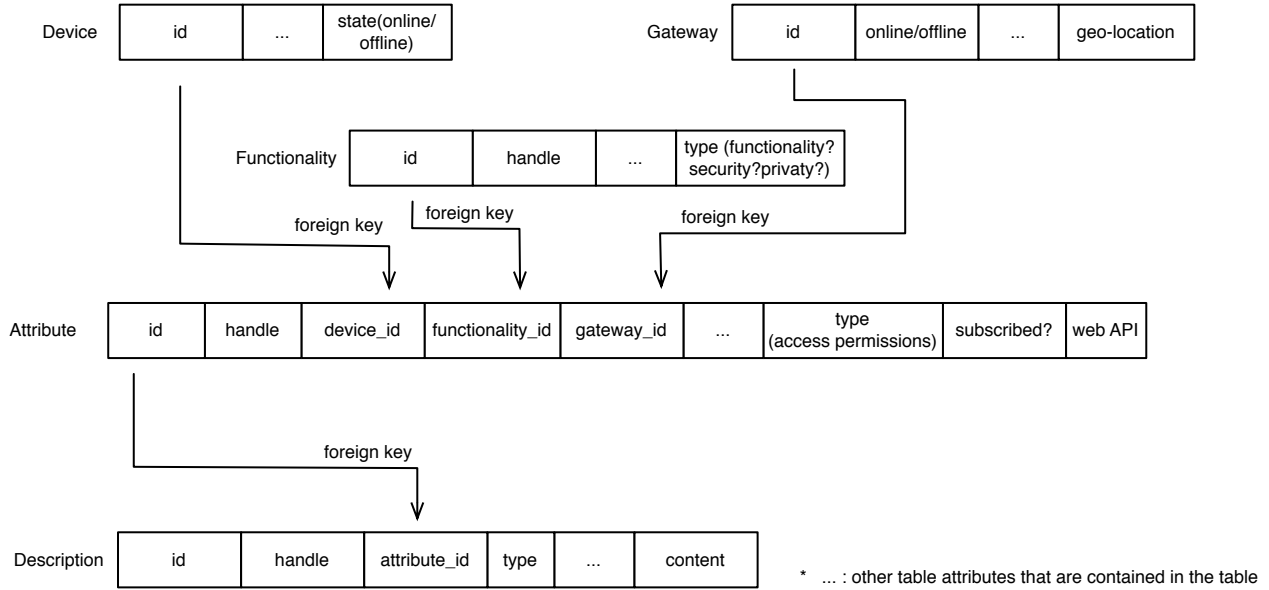 Device
id
...
state(online/
offline)
Gateway
id
online/offline
...
geo-location
Functionality
id
handle
...
type (functionality?
security?privaty?)
foreign key
foreign key
foreign key
Attribute
id
handle
device_id
functionality_id
gateway_id
...
type
(access permissions)
subscribed?
web API
foreign key
Description
id
handle
attribute_id
type
...
content
* ... : other table attributes that are contained in the table